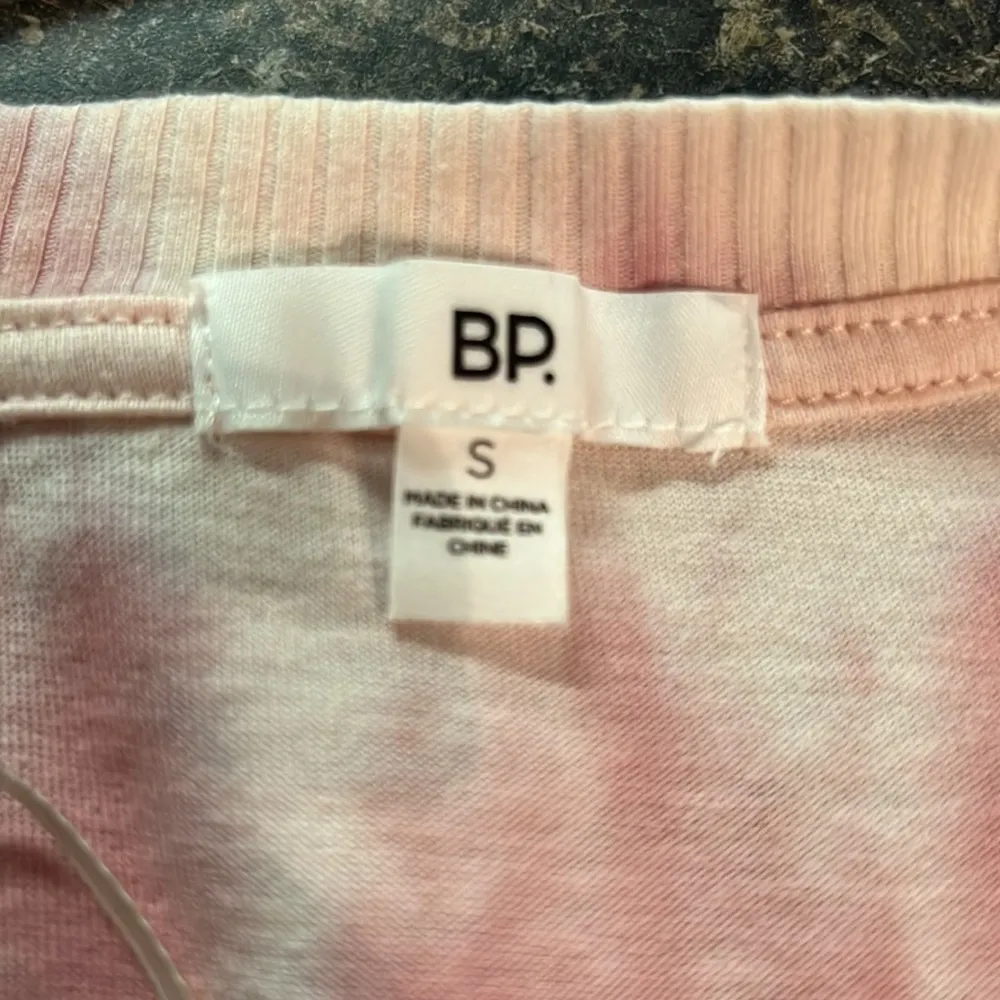 BP.
S
MADE IN CHINA
FABRIQUÉ EN
CHINE